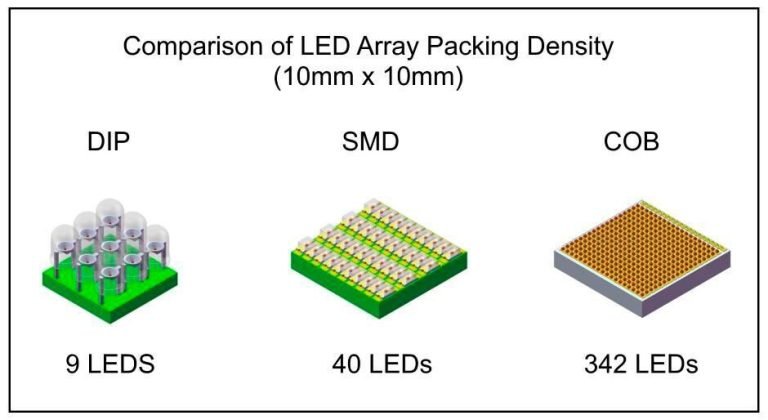 Comparison of LED Array Packing Density
(10mm x 10mm)
DIP
SMD
COB
9 LEDS
40 LEDs
342 LEDs